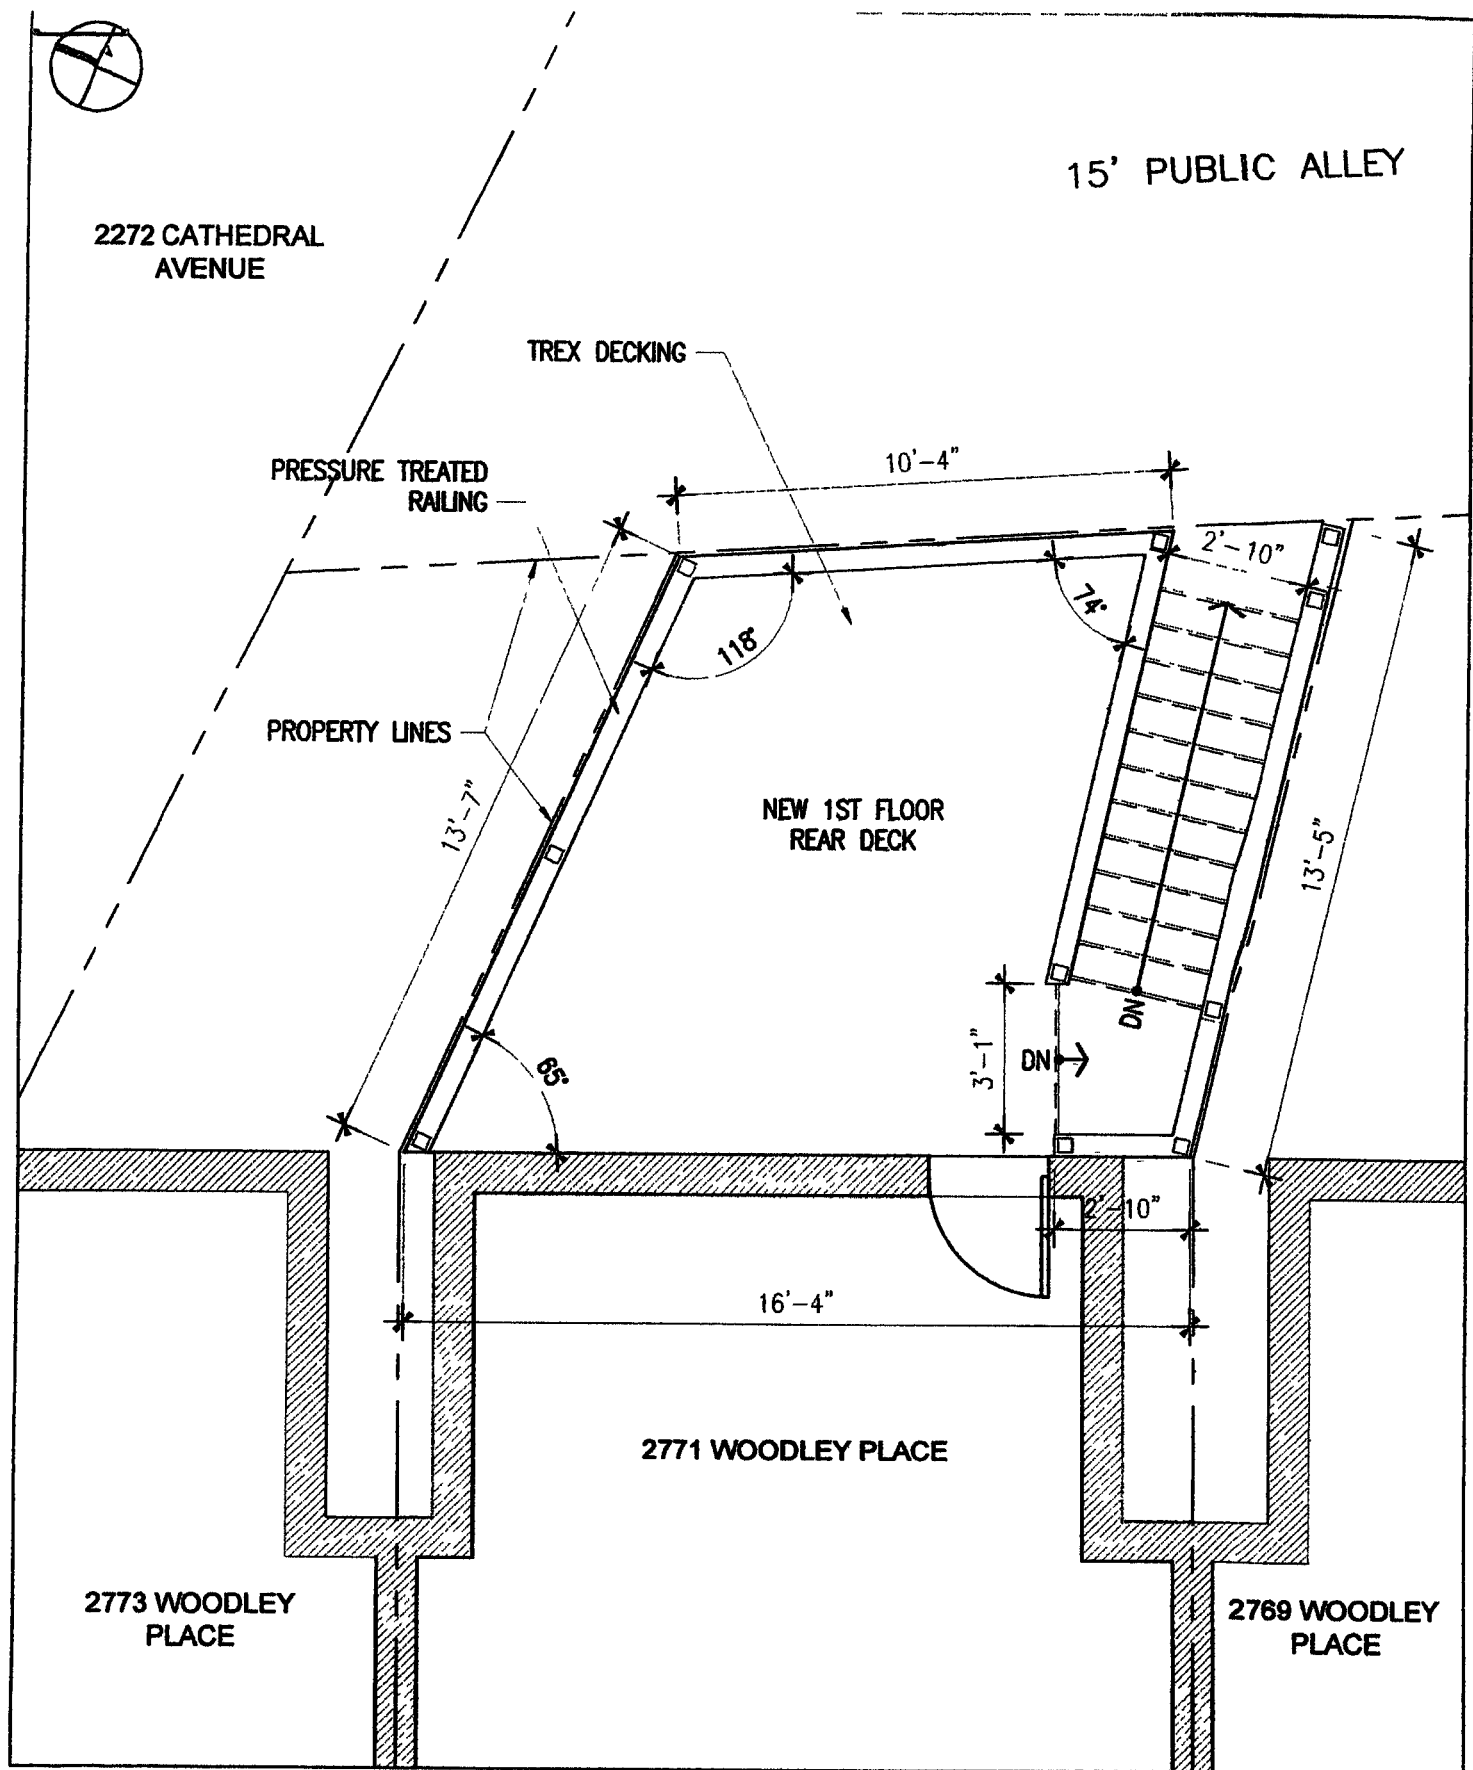 15' PUBLIC ALLEY
2272 CATHEDRAL
AVENUE
TREX DECKING
10'-4"
PRESSURE TREATED
RAILING
2'-10"
74°
118°
PROPERTY LINES
13'-7"
NEW 1ST FLOOR
REAR DECK
13'-5"
DN
3'-1"
DN
65°
2'-10"
16'-4"
2771 WOODLEY PLACE
2773 WOODLEY
PLACE
2769 WOODLEY
PLACE